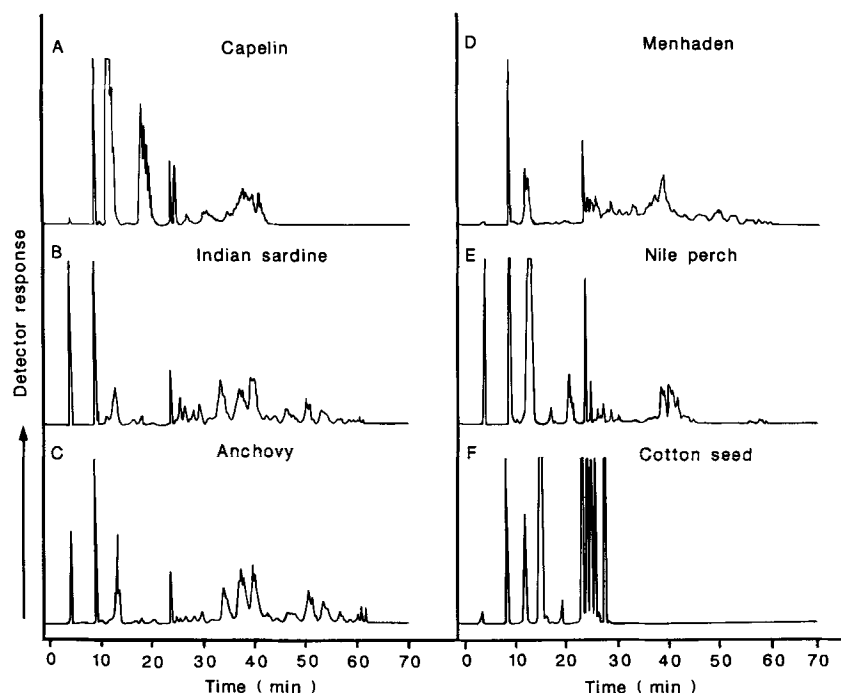 A
Capelin
B
Indian sardine
C
Anchovy
D
Menhaden
E
Nile perch
F
Cotton seed
Detector response
0 10 20 30 40 50 60 70
Time ( min )
0 10 20 30 40 50 60 70
Time ( min )